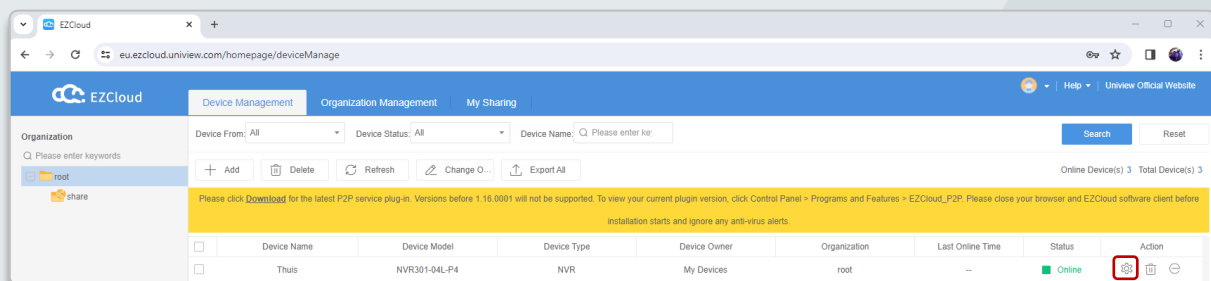 EZCloud
eu.ezcloud.uniview.com/homepage/deviceManage
EZCloud
Device Management Organization Management My Sharing
Help Uniview Official Website
Organization
Please enter keywords
root
share
Device From: All Device Status: All Device Name: Please enter key
Search Reset
Add Delete Refresh Change O... Export All
Online Device(s) 3 Total Device(s) 3
Please click Download for the latest P2P service plug-in. Versions before 1.16.0001 will not be supported. To view your current plugin version, click Control Panel > Programs and Features > EZCloud_P2P. Please close your browser and EZCloud software client before
installation starts and ignore any anti-virus alerts.
Device Name Device Model Device Type Device Owner Organization Last Online Time Status Action
Thuis NVR301-04L-P4 NVR My Devices root -- Online